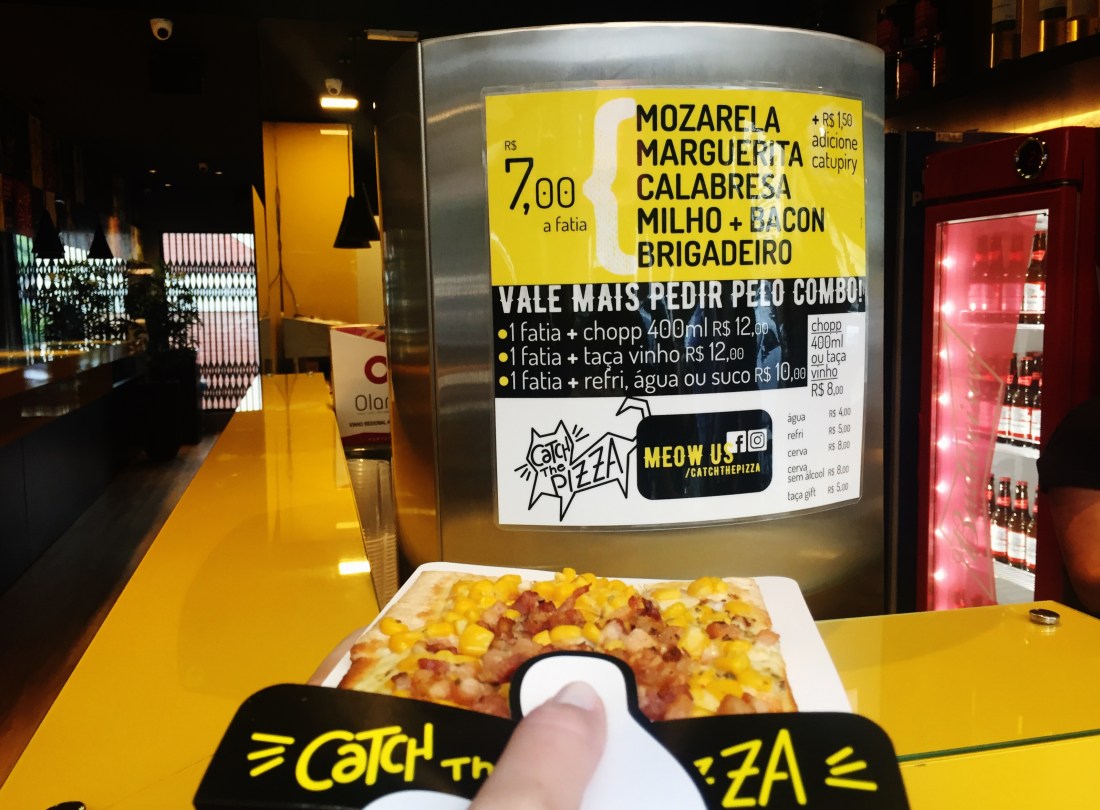 R$
7,00
a fatia
MOZARELA
MARGUERITA
CALABRESA
MILHO + BACON
BRIGADEIRO
+ R$ 1,50
adicione
catupiry
VALE MAIS PEDIR PELO COMBO!
•1 fatia + chopp 400ml R$ 12,00
•1 fatia + taça vinho R$ 12,00
•1 fatia + refri, água ou suco R$ 10,00
chopp
400ml
ou taça
vinho
R$ 8,00
CATCH
THE
PIZZA
MEOW US
/CATCHTHEPIZZA
água R$ 4,00
refri R$ 5,00
cerva R$ 8,00
cerva
sem álcool R$ 8,00
taça gift R$ 5,00
CATCH TH ZZA